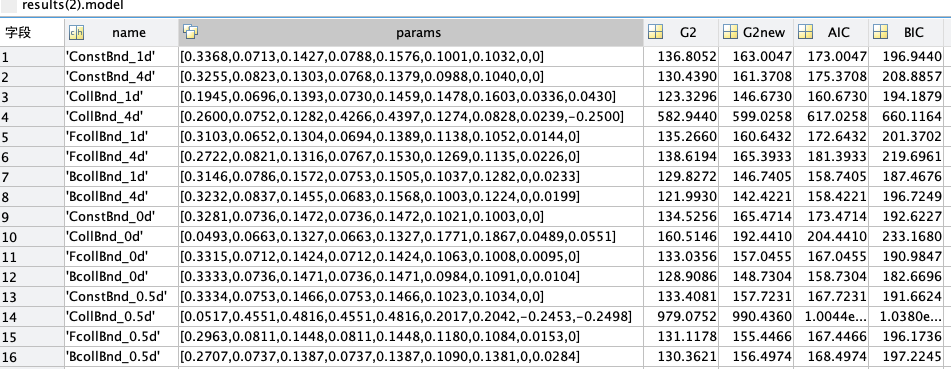 results(2).model
字段 name params G2 G2new AIC BIC
1 'ConstBnd_1d' [0.3368,0.0713,0.1427,0.0788,0.1576,0.1001,0.1032,0,0] 136.8052 163.0047 173.0047 196.9440
2 'ConstBnd_4d' [0.3255,0.0823,0.1303,0.0768,0.1379,0.0988,0.1040,0,0] 130.4390 161.3708 175.3708 208.8857
3 'CollBnd_1d' [0.1945,0.0696,0.1393,0.0730,0.1459,0.1478,0.1603,0.0336,0.0430] 123.3296 146.6730 160.6730 194.1879
4 'CollBnd_4d' [0.2600,0.0752,0.1282,0.4266,0.4397,0.1274,0.0828,0.0239,-0.2500] 582.9440 599.0258 617.0258 660.1164
5 'FcollBnd_1d' [0.3103,0.0652,0.1304,0.0694,0.1389,0.1138,0.1052,0.0144,0] 135.2660 160.6432 172.6432 201.3702
6 'FcollBnd_4d' [0.2722,0.0821,0.1316,0.0767,0.1530,0.1269,0.1135,0.0226,0] 138.6194 165.3933 181.3933 219.6961
7 'BcollBnd_1d' [0.3146,0.0786,0.1572,0.0753,0.1505,0.1037,0.1282,0,0.0233] 129.8272 146.7405 158.7405 187.4676
8 'BcollBnd_4d' [0.3232,0.0837,0.1455,0.0683,0.1568,0.1003,0.1224,0,0.0199] 121.9930 142.4221 158.4221 196.7249
9 'ConstBnd_0d' [0.3281,0.0736,0.1472,0.0736,0.1472,0.1021,0.1003,0,0] 134.5256 165.4714 173.4714 192.6227
10 'CollBnd_0d' [0.0493,0.0663,0.1327,0.0663,0.1327,0.1771,0.1867,0.0489,0.0551] 160.5146 192.4410 204.4410 233.1680
11 'FcollBnd_0d' [0.3315,0.0712,0.1424,0.0712,0.1424,0.1063,0.1008,0.0095,0] 133.0356 157.0455 167.0455 190.9847
12 'BcollBnd_0d' [0.3333,0.0736,0.1471,0.0736,0.1471,0.0984,0.1091,0,0.0104] 128.9086 148.7304 158.7304 182.6696
13 'ConstBnd_0.5d' [0.3334,0.0753,0.1466,0.0753,0.1466,0.1023,0.1034,0,0] 133.4081 157.7231 167.7231 191.6624
14 'CollBnd_0.5d' [0.0517,0.4551,0.4816,0.4551,0.4816,0.2017,0.2042,-0.2453,-0.2498] 979.0752 990.4360 1.0044e... 1.0380e...
15 'FcollBnd_0.5d' [0.2963,0.0811,0.1448,0.0811,0.1448,0.1180,0.1084,0.0153,0] 131.1178 155.4466 167.4466 196.1736
16 'BcollBnd_0.5d' [0.2707,0.0737,0.1387,0.0737,0.1387,0.1090,0.1381,0,0.0284] 130.3621 156.4974 168.4974 197.2245